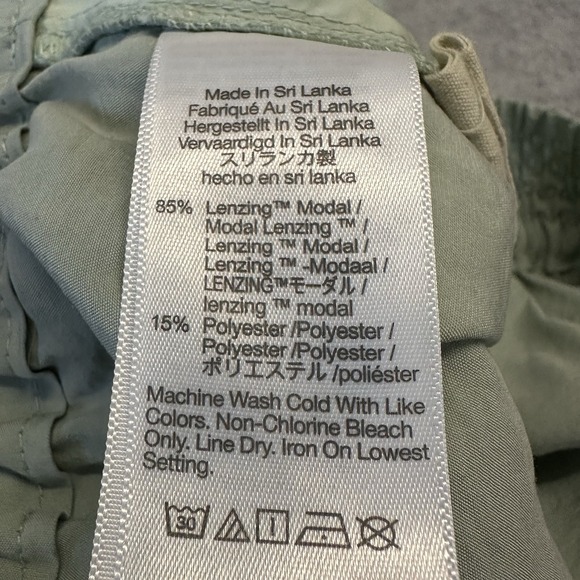 Made In Sri Lanka
Fabriqué Au Sri Lanka
Hergestellt In Sri Lanka
Vervaardigd In Sri Lanka
スリランカ製
hecho en sri lanka
85% Lenzing™ Modal /
Modal Lenzing ™ /
Lenzing ™ Modal /
Lenzing ™ -Modaal /
LENZING™モーダル /
lenzing ™ modal
15% Polyester /Polyester /
Polyester /Polyester /
ポリエステル /poliéster
Machine Wash Cold With Like
Colors. Non-Chlorine Bleach
Only. Line Dry. Iron On Lowest
Setting.
30